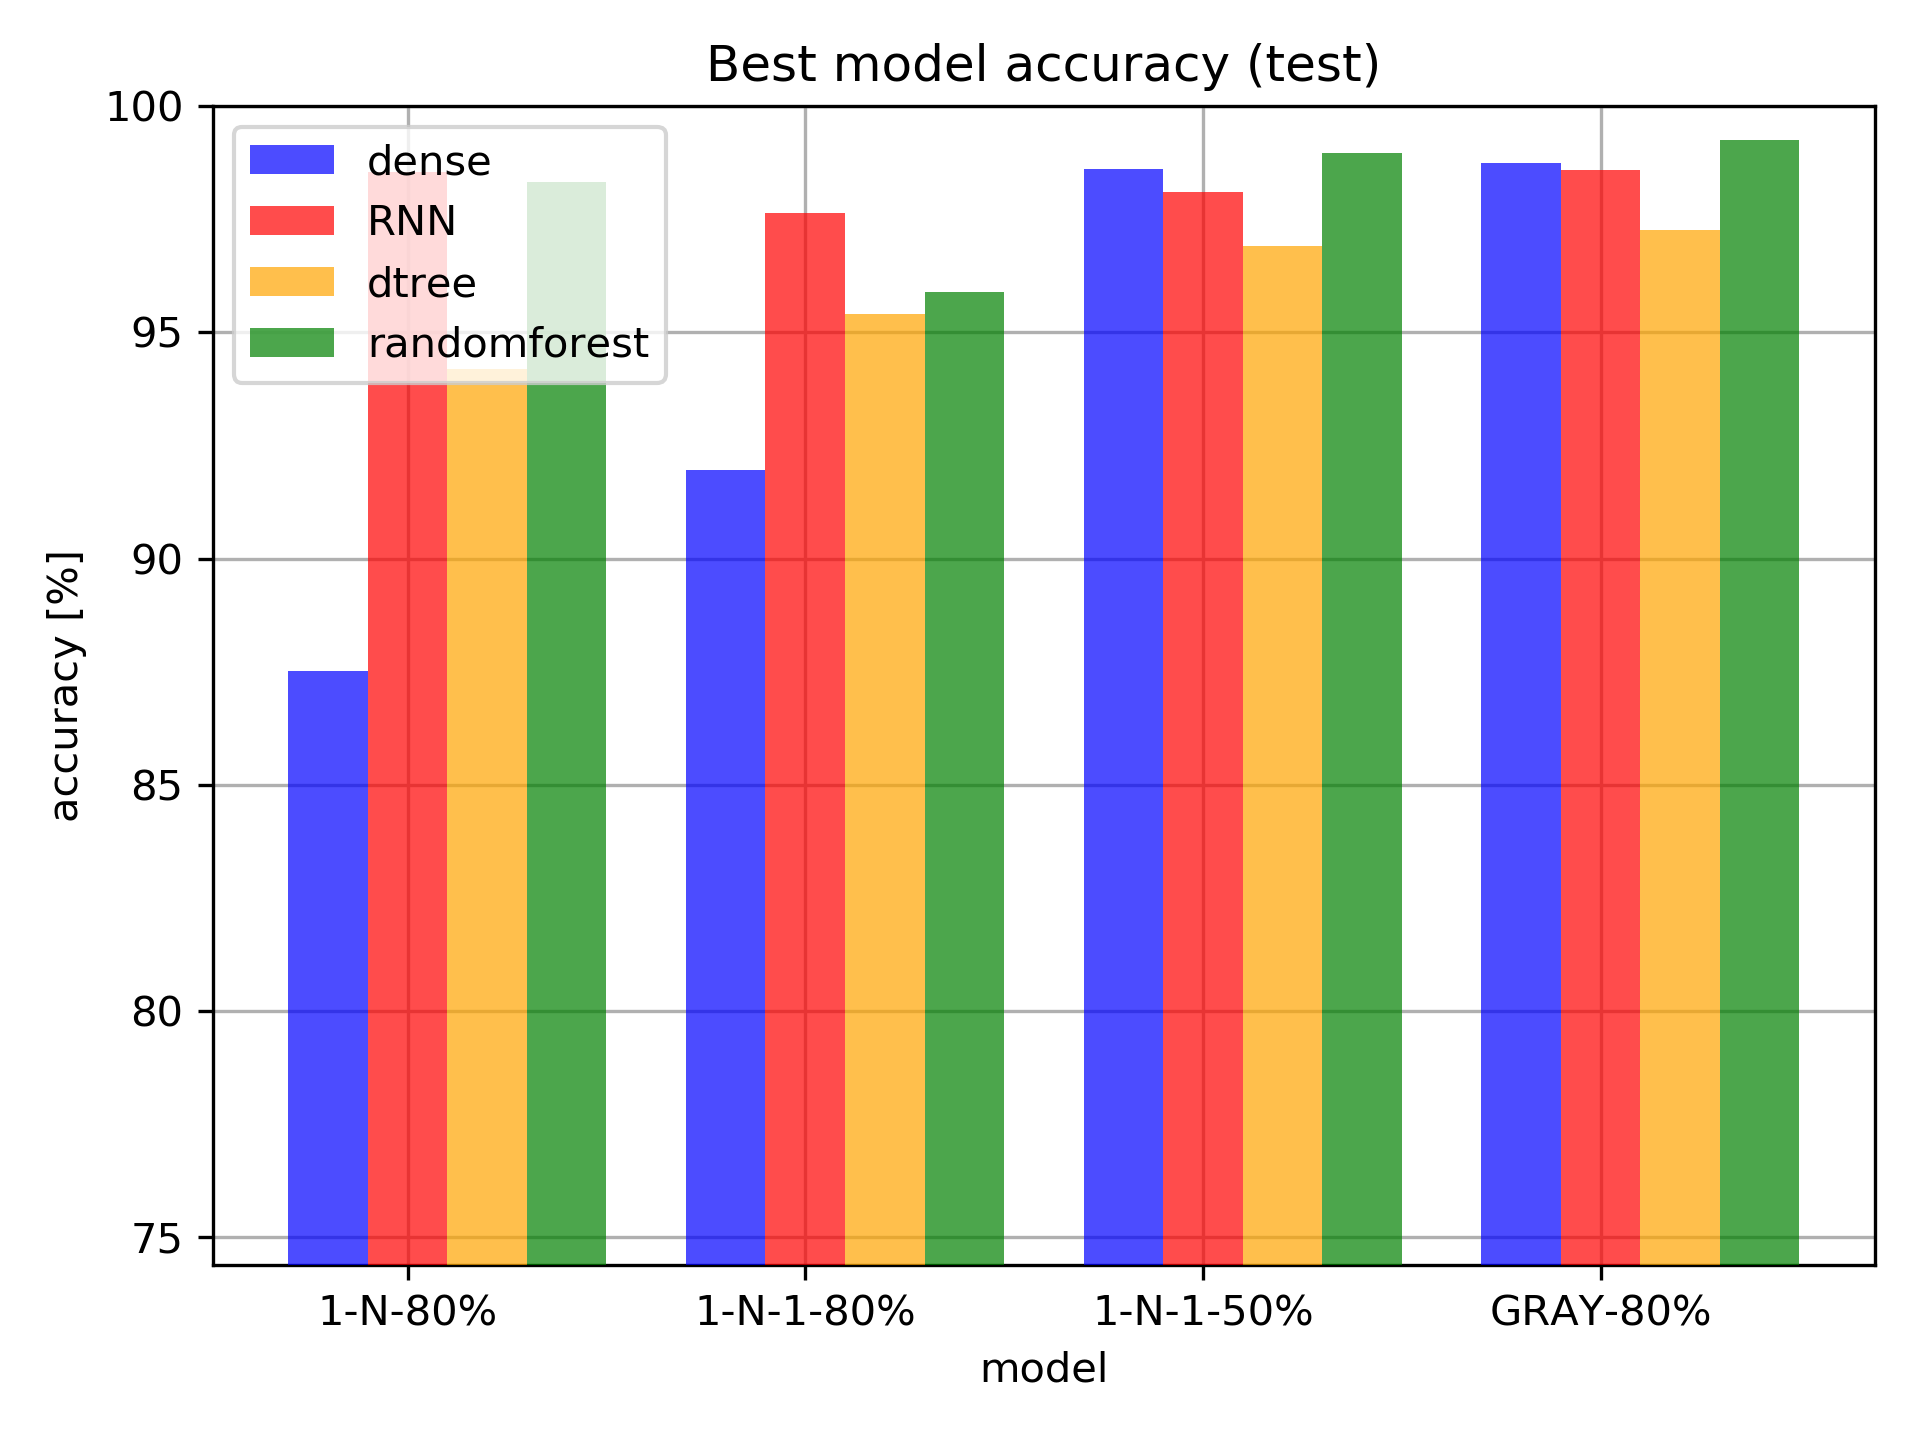 Best model accuracy (test)
100
95
90
85
80
75
accuracy [%]
dense
RNN
dtree
randomforest
1-N-80%
1-N-1-80%
1-N-1-50%
GRAY-80%
model